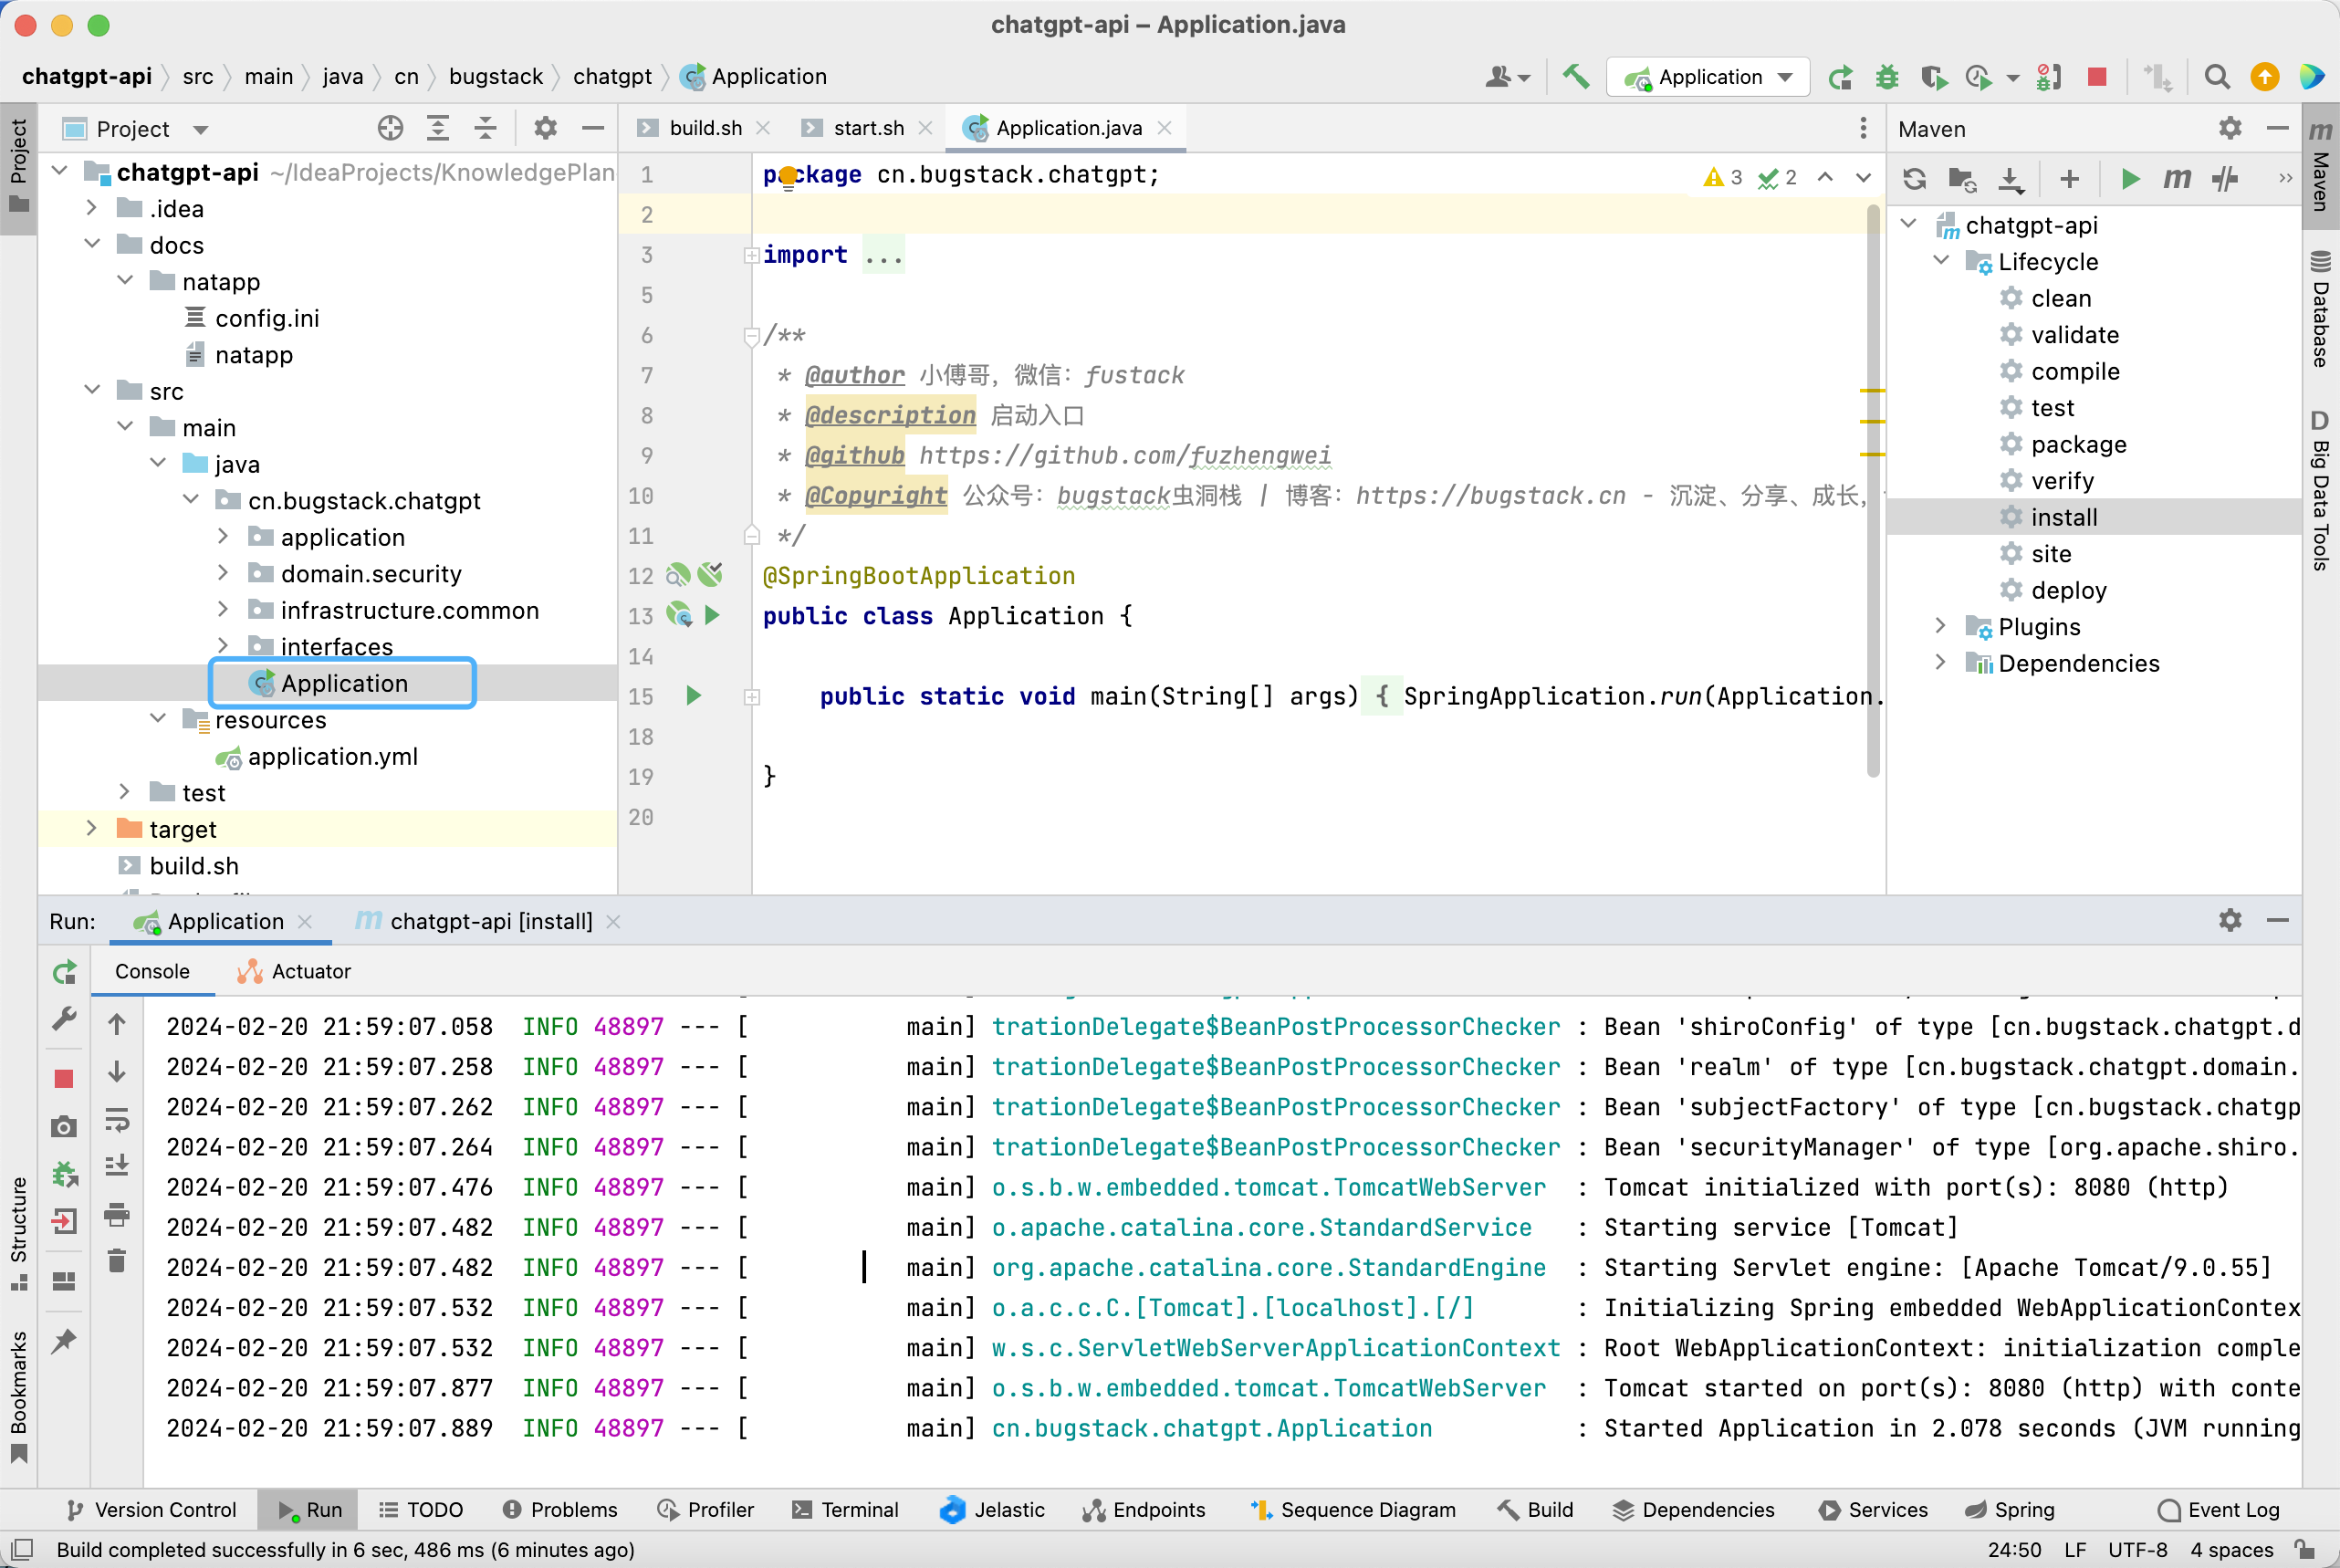 chatgpt-api – Application.java
chatgpt-api
src
main
java
cn
bugstack
chatgpt
Application
Application
Project
build.sh
start.sh
Application.java
Maven
Project
Maven
Database
D Big Data Tools
Structure
Bookmarks
chatgpt-api ~/IdeaProjects/KnowledgePlan
.idea
docs
natapp
config.ini
natapp
src
main
java
cn.bugstack.chatgpt
application
domain.security
infrastructure.common
interfaces
Application
resources
application.yml
test
target
build.sh
3
2
1 package cn.bugstack.chatgpt;
2
3 import ...
5
6 /**
7 * @author 小傅哥，微信：fustack
8 * @description 启动入口
9 * @github https://github.com/fuzhengwei
10 * @Copyright 公众号：bugstack虫洞栈 | 博客：https://bugstack.cn - 沉淀、分享、成长，
11 */
12 @SpringBootApplication
13 public class Application {
14
15 public static void main(String[] args) { SpringApplication.run(Application.
18
19 }
20
chatgpt-api
Lifecycle
clean
validate
compile
test
package
verify
install
site
deploy
Plugins
Dependencies
Run:
Application
chatgpt-api [install]
Console
Actuator
2024-02-20 21:59:07.058 INFO 48897 --- [ main] trationDelegate$BeanPostProcessorChecker : Bean 'shiroConfig' of type [cn.bugstack.chatgpt.d
2024-02-20 21:59:07.258 INFO 48897 --- [ main] trationDelegate$BeanPostProcessorChecker : Bean 'realm' of type [cn.bugstack.chatgpt.domain.
2024-02-20 21:59:07.262 INFO 48897 --- [ main] trationDelegate$BeanPostProcessorChecker : Bean 'subjectFactory' of type [cn.bugstack.chatgp
2024-02-20 21:59:07.264 INFO 48897 --- [ main] trationDelegate$BeanPostProcessorChecker : Bean 'securityManager' of type [org.apache.shiro.
2024-02-20 21:59:07.476 INFO 48897 --- [ main] o.s.b.w.embedded.tomcat.TomcatWebServer : Tomcat initialized with port(s): 8080 (http)
2024-02-20 21:59:07.482 INFO 48897 --- [ main] o.apache.catalina.core.StandardService : Starting service [Tomcat]
2024-02-20 21:59:07.482 INFO 48897 --- [ main] org.apache.catalina.core.StandardEngine : Starting Servlet engine: [Apache Tomcat/9.0.55]
2024-02-20 21:59:07.532 INFO 48897 --- [ main] o.a.c.c.C.[Tomcat].[localhost].[/] : Initializing Spring embedded WebApplicationContex
2024-02-20 21:59:07.532 INFO 48897 --- [ main] w.s.c.ServletWebServerApplicationContext : Root WebApplicationContext: initialization comple
2024-02-20 21:59:07.877 INFO 48897 --- [ main] o.s.b.w.embedded.tomcat.TomcatWebServer : Tomcat started on port(s): 8080 (http) with conte
2024-02-20 21:59:07.889 INFO 48897 --- [ main] cn.bugstack.chatgpt.Application : Started Application in 2.078 seconds (JVM running
Version Control
Run
TODO
Problems
Profiler
Terminal
Jelastic
Endpoints
Sequence Diagram
Build
Dependencies
Services
Spring
Event Log
Build completed successfully in 6 sec, 486 ms (6 minutes ago)
24:50
LF
UTF-8
4 spaces